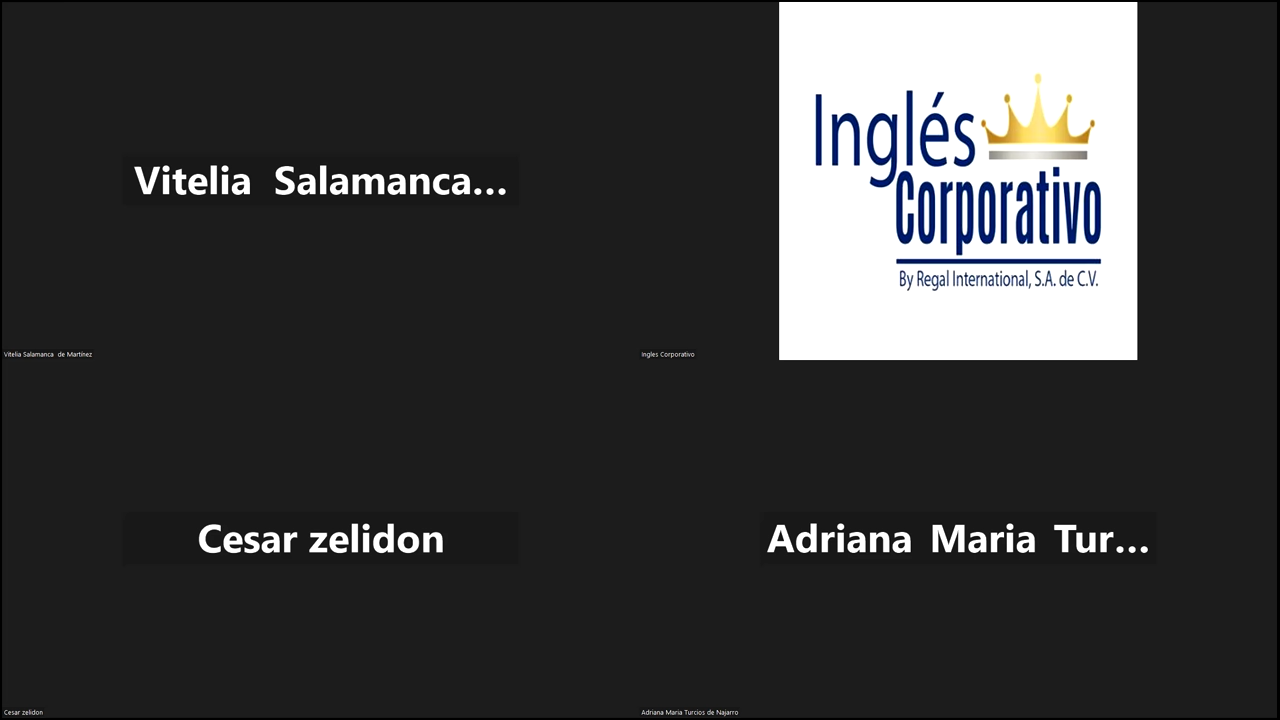 Vitelia Salamanca...
Vitelia Salamanca de Martínez
Inglés
Corporativo
By Regal International, S.A. de C.V.
Ingles Corporativo
Cesar zelidon
Cesar zelidon
Adriana Maria Tur...
Adriana Maria Turcios de Najarro